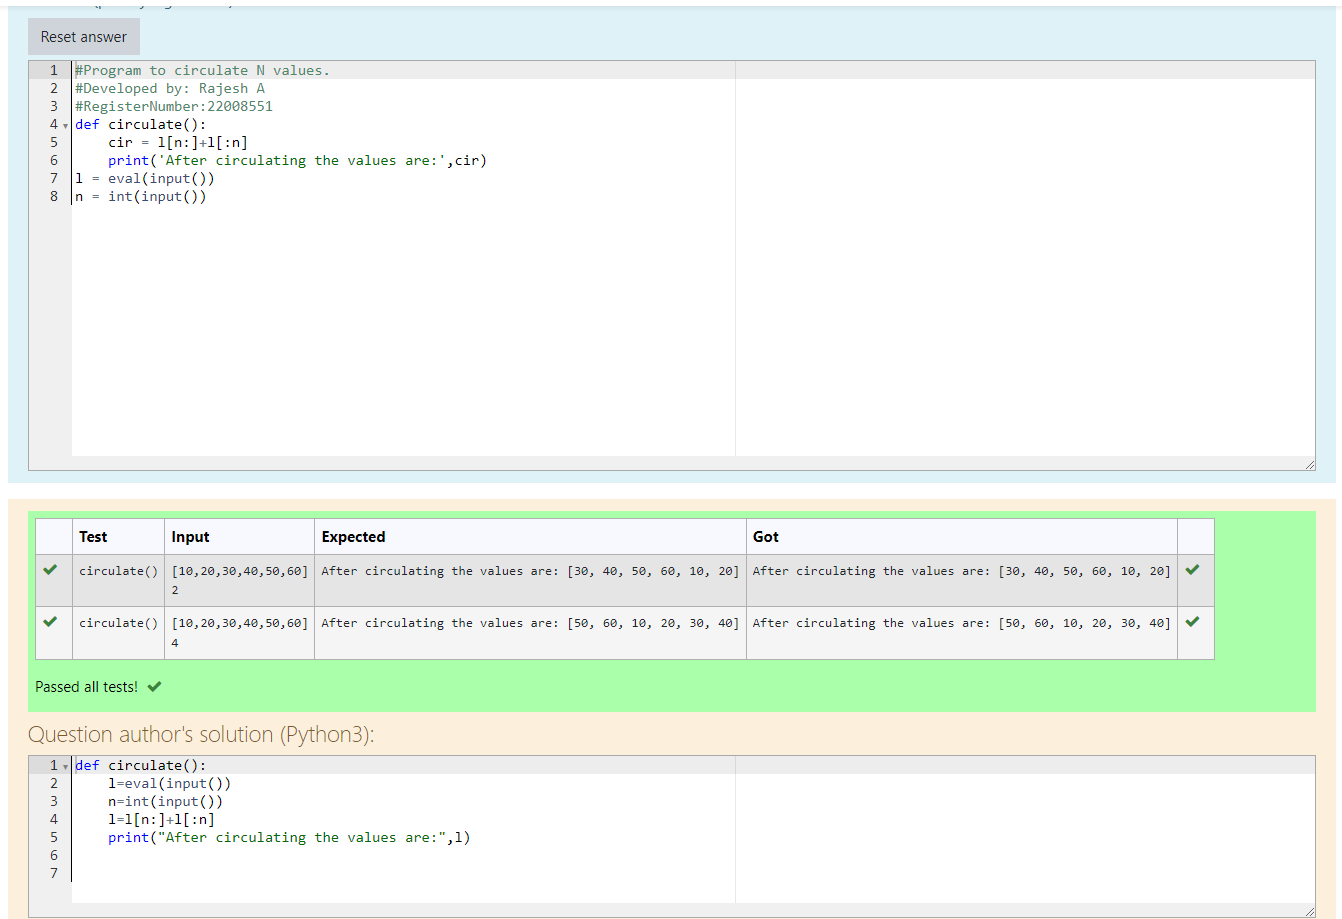 Reset answer
1 #Program to circulate N values.
2 #Developed by: Rajesh A
3 #RegisterNumber:22008551
4 def circulate():
5     cir = l[n:]+l[:n]
6     print('After circulating the values are:',cir)
7 l = eval(input())
8 n = int(input())
Test Input Expected Got
circulate() [10,20,30,40,50,60] After circulating the values are: [30, 40, 50, 60, 10, 20] After circulating the values are: [30, 40, 50, 60, 10, 20]
2
circulate() [10,20,30,40,50,60] After circulating the values are: [50, 60, 10, 20, 30, 40] After circulating the values are: [50, 60, 10, 20, 30, 40]
4
Passed all tests!
Question author's solution (Python3):
1 def circulate():
2     l=eval(input())
3     n=int(input())
4     l=l[n:]+l[:n]
5     print("After circulating the values are:",l)
6
7